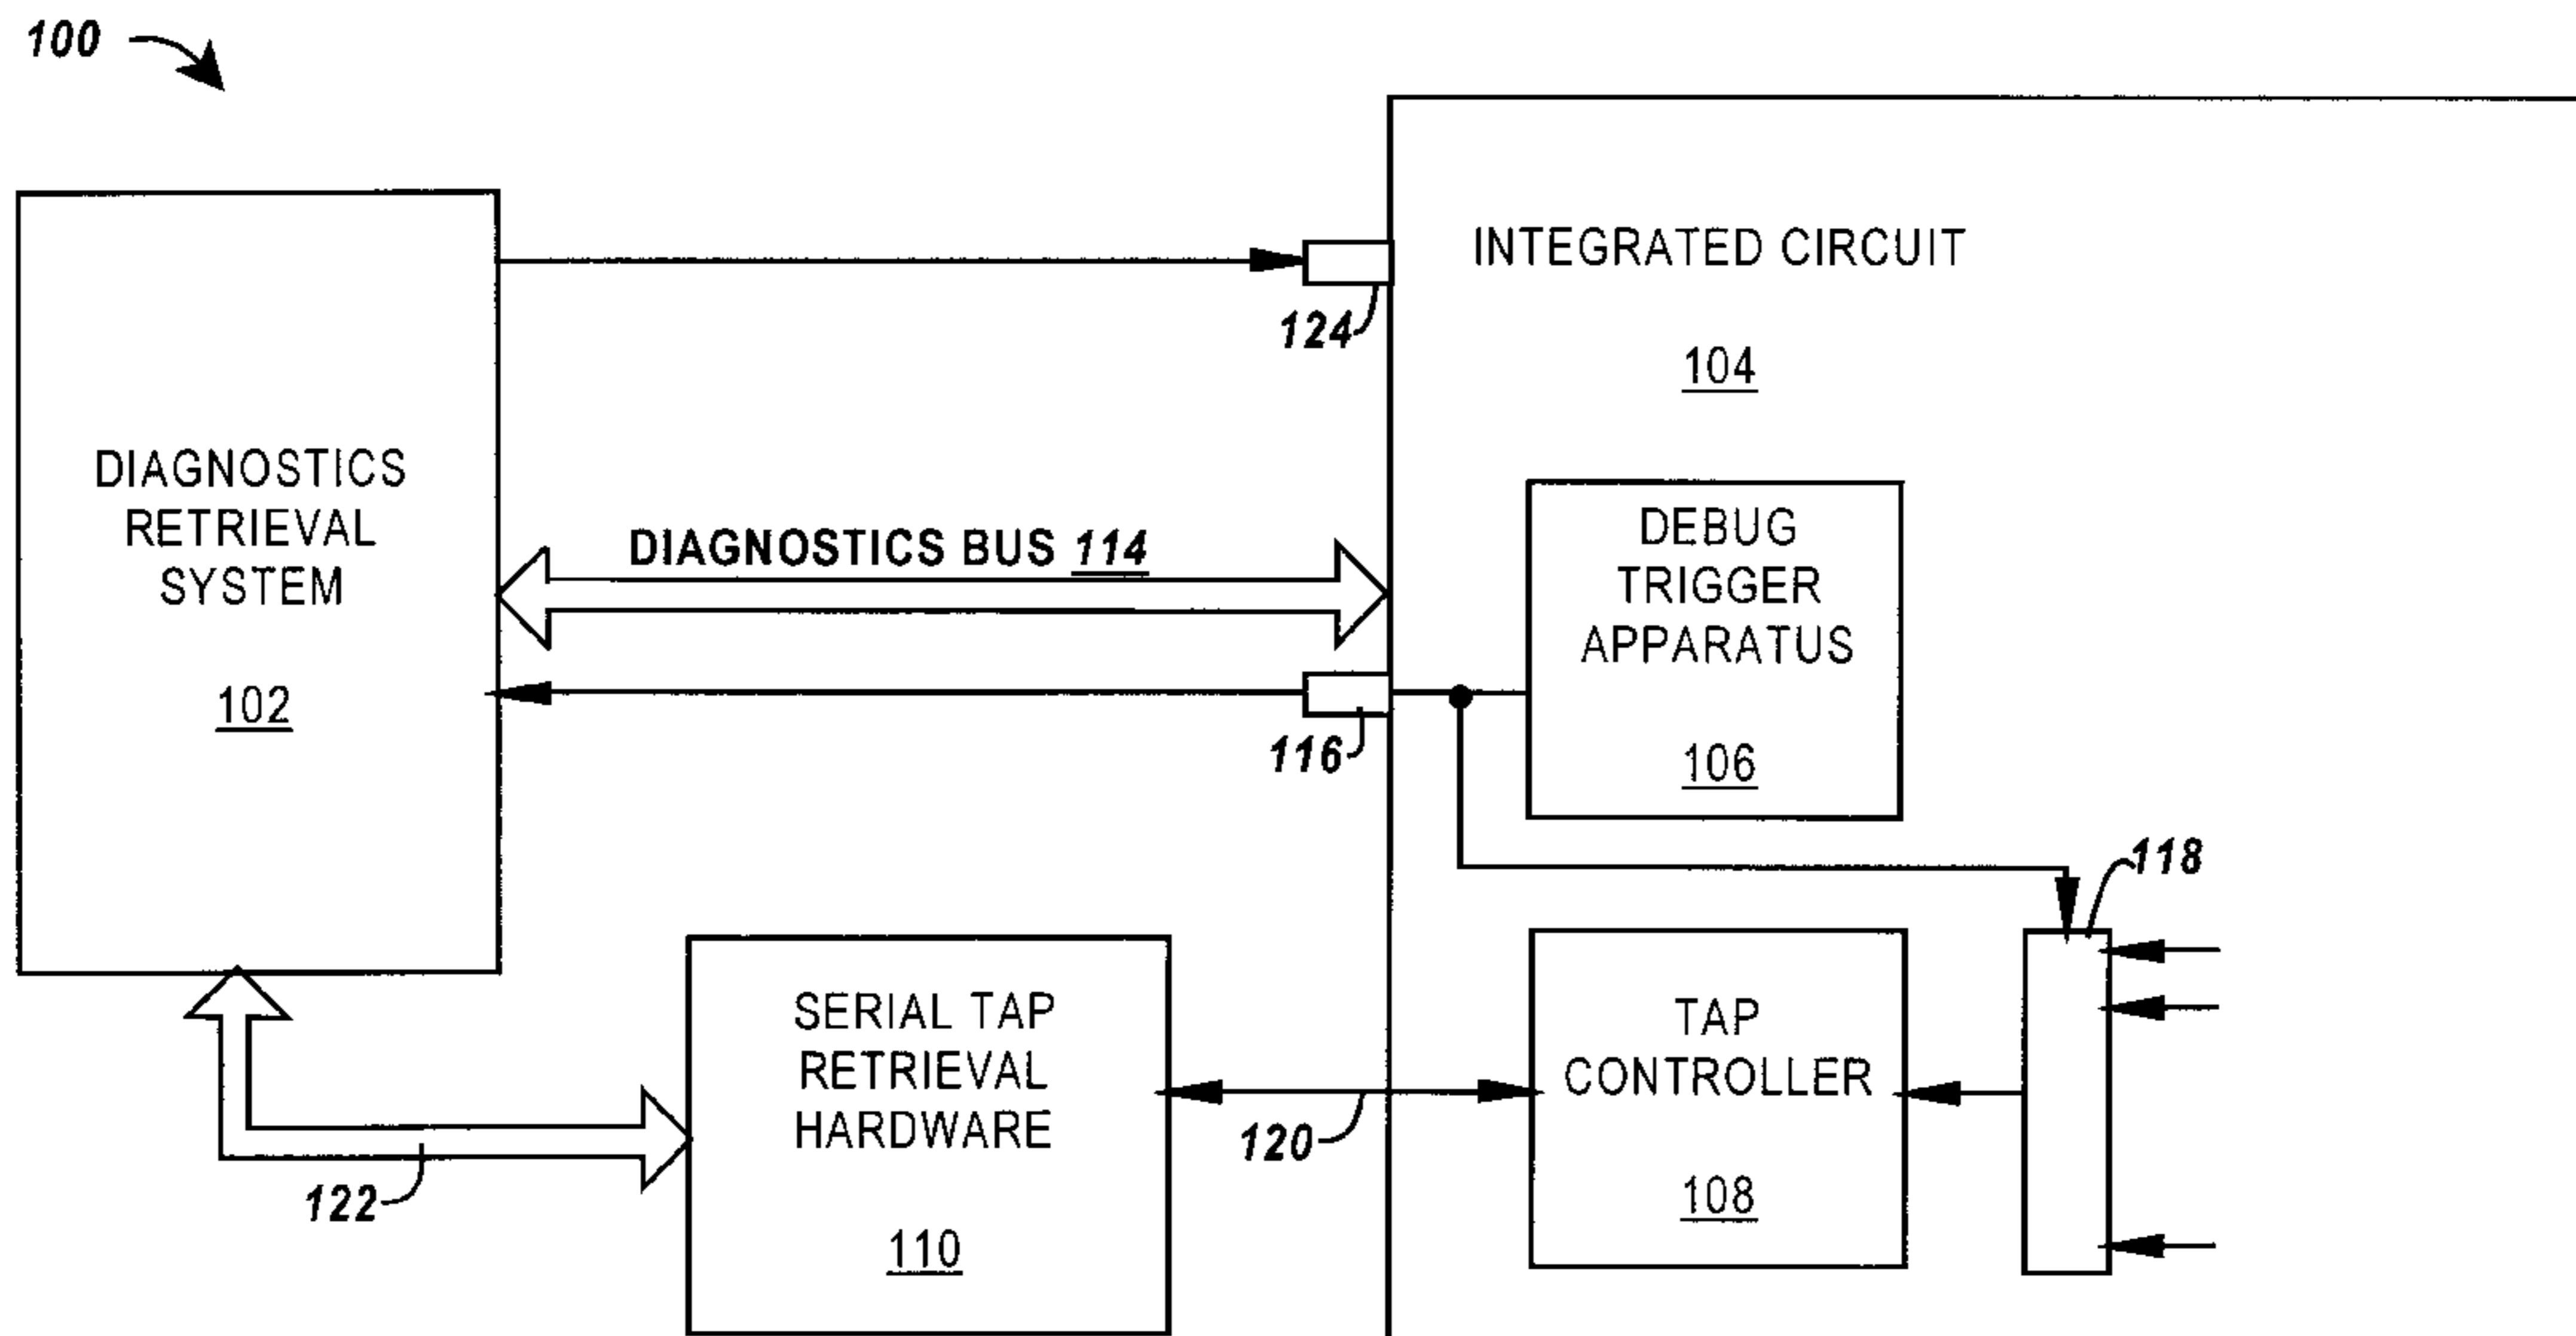 100
INTEGRATED CIRCUIT
104
124
DIAGNOSTICS
RETRIEVAL
SYSTEM
102
DIAGNOSTICS BUS 114
116
DEBUG
TRIGGER
APPARATUS
106
118
SERIAL TAP
RETRIEVAL
HARDWARE
110
120
122
TAP
CONTROLLER
108